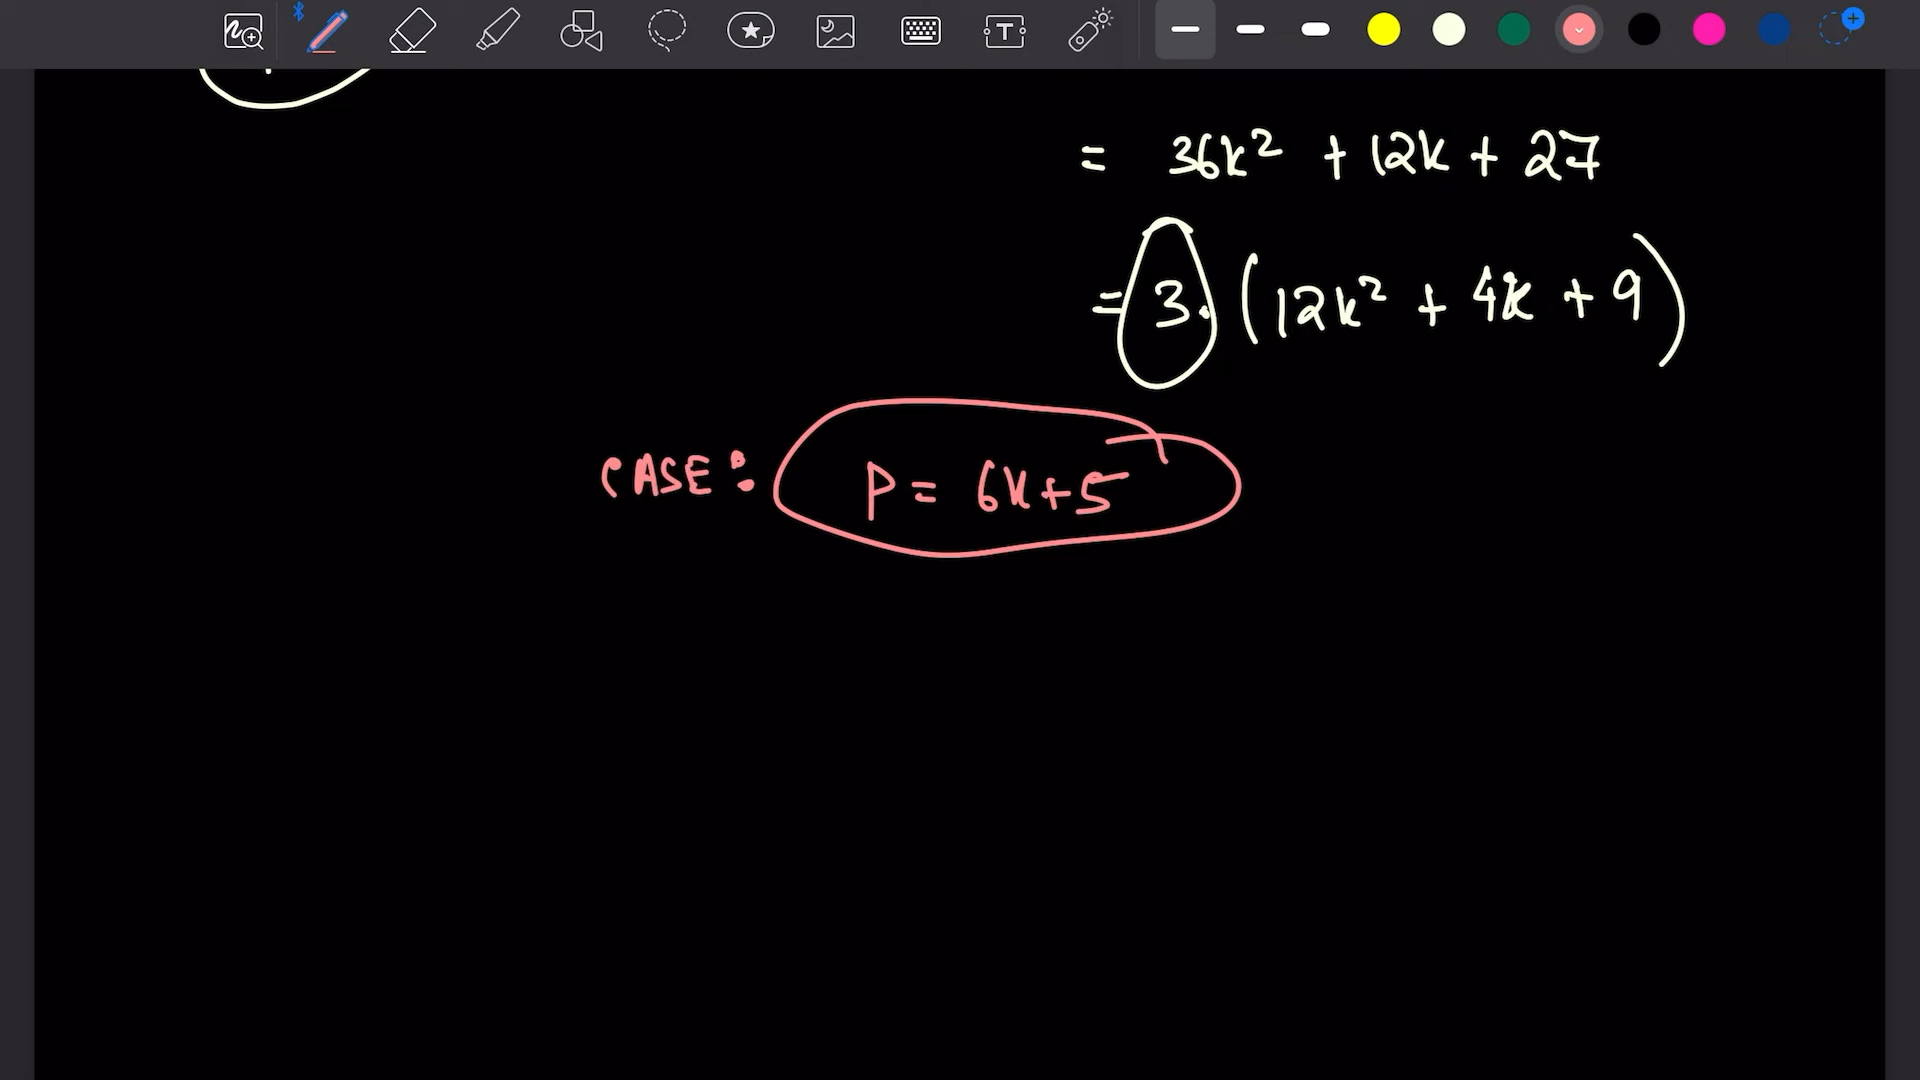 = 36k² + 12k + 27
= 3. (12k² + 4k + 9)
CASE: P = 6k+5